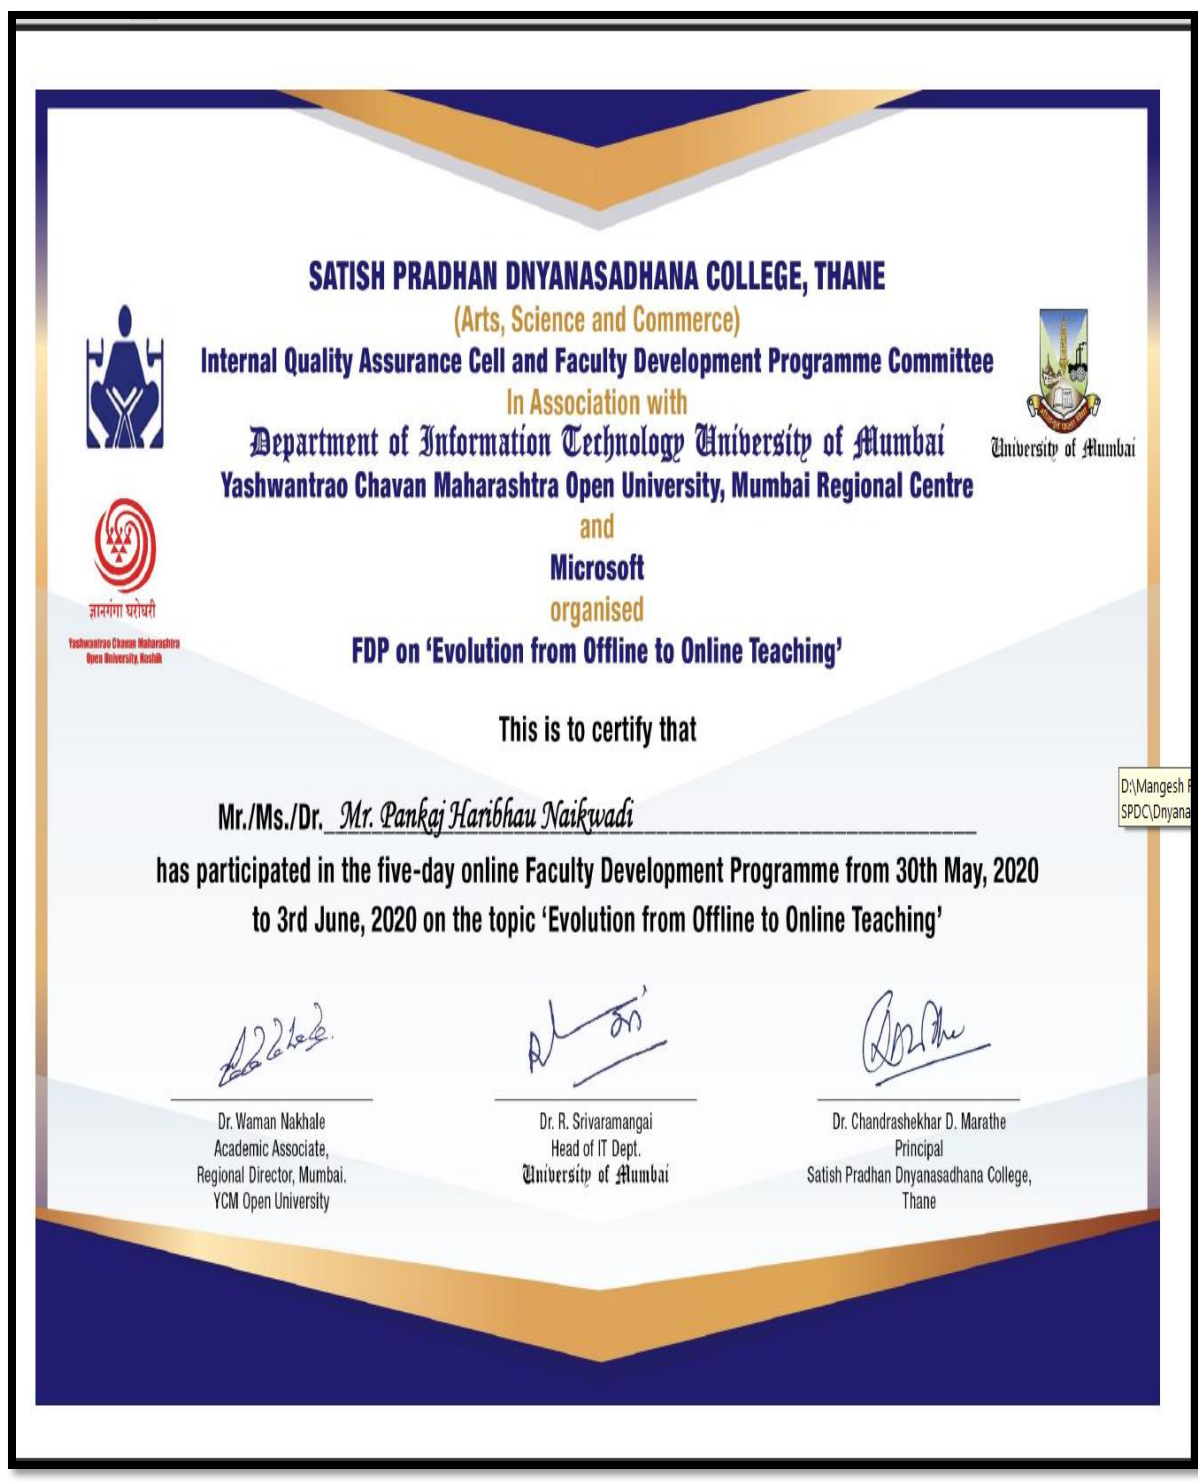 SATISH PRADHAN DNYANASADHANA COLLEGE, THANE
(Arts, Science and Commerce)
Internal Quality Assurance Cell and Faculty Development Programme Committee
In Association with
Department of Information Technology University of Mumbai
University of Mumbai
Yashwantrao Chavan Maharashtra Open University, Mumbai Regional Centre
and
Microsoft
ज्ञानगंगा घरोघरी
organised
Yashwantrao Chavan Maharashtra
Open University, Nashik
FDP on ‘Evolution from Offline to Online Teaching’
This is to certify that
D:\Mangesh
SPDC\Dnyana
Mr./Ms./Dr. Mr. Pankaj Haribhau Naikwadi
has participated in the five-day online Faculty Development Programme from 30th May, 2020
to 3rd June, 2020 on the topic ‘Evolution from Offline to Online Teaching’
Dr. Waman Nakhale
Academic Associate,
Regional Director, Mumbai.
YCM Open University
Dr. R. Srivaramangai
Head of IT Dept.
University of Mumbai
Dr. Chandrashekhar D. Marathe
Principal
Satish Pradhan Dnyanasadhana College,
Thane